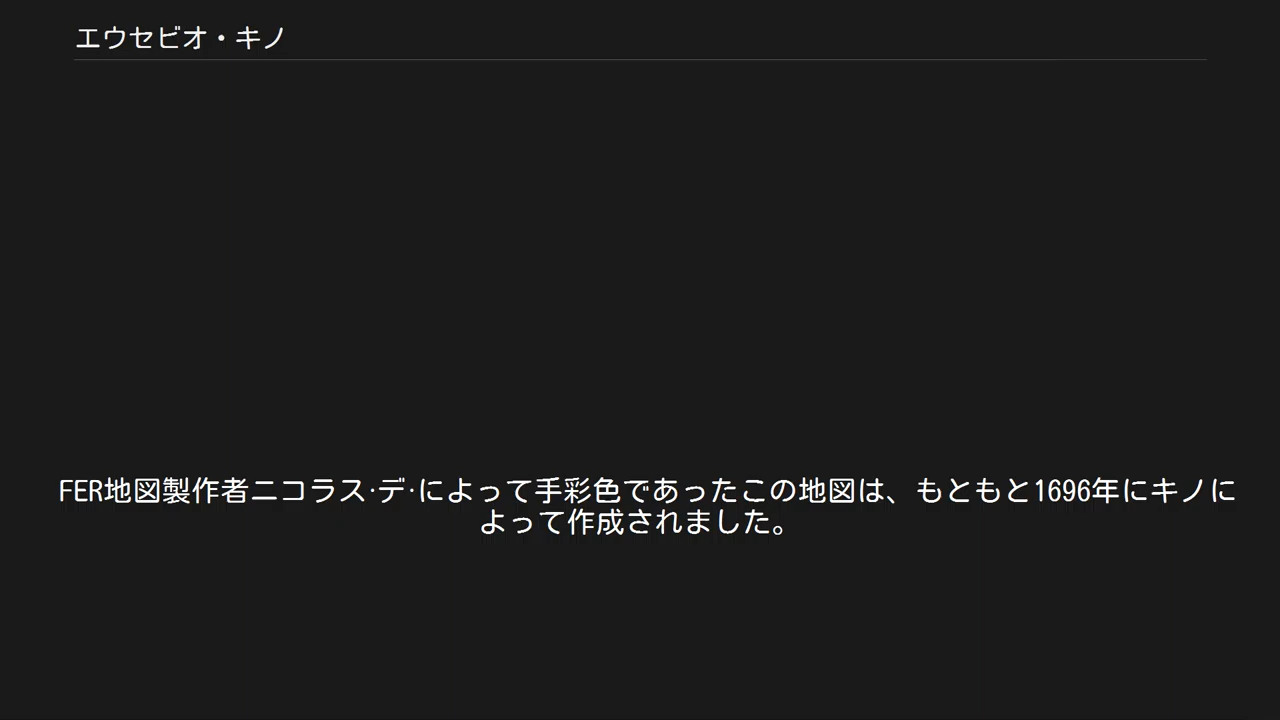 エウセビオ・キノ
FER地図製作者ニコラス·デ·によって手彩色であったこの地図は、もともと1696年にキノに
よって作成されました。